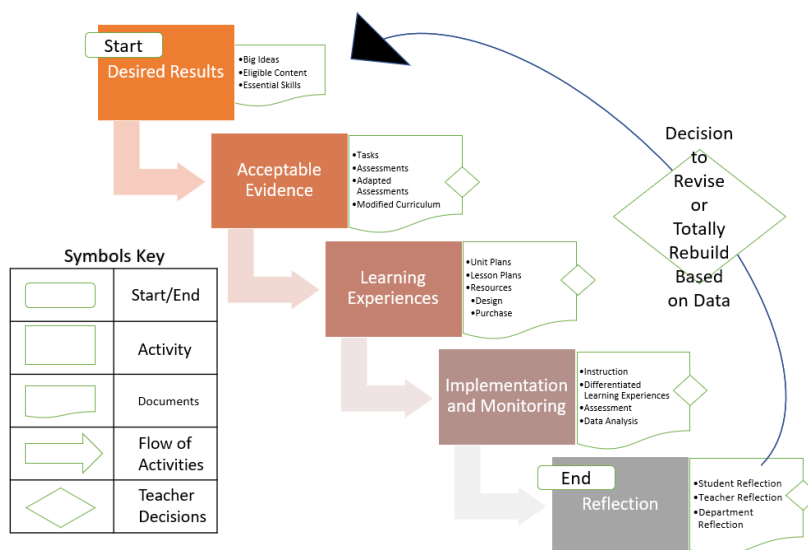 Start
Desired Results
•Big Ideas
•Eligible Content
•Essential Skills
Acceptable
Evidence
•Tasks
•Assessments
•Adapted
Assessments
•Modified Curriculum
Decision
to
Revise
or
Totally
Rebuild
Based
on Data
Learning
Experiences
•Unit Plans
•Lesson Plans
•Resources
•Design
•Purchase
Symbols Key
Start/End
Activity
Documents
Flow of
Activities
Teacher
Decisions
Implementation
and Monitoring
•Instruction
•Differentiated
Learning Experiences
•Assessment
•Data Analysis
End
Reflection
•Student Reflection
•Teacher Reflection
•Department
Reflection